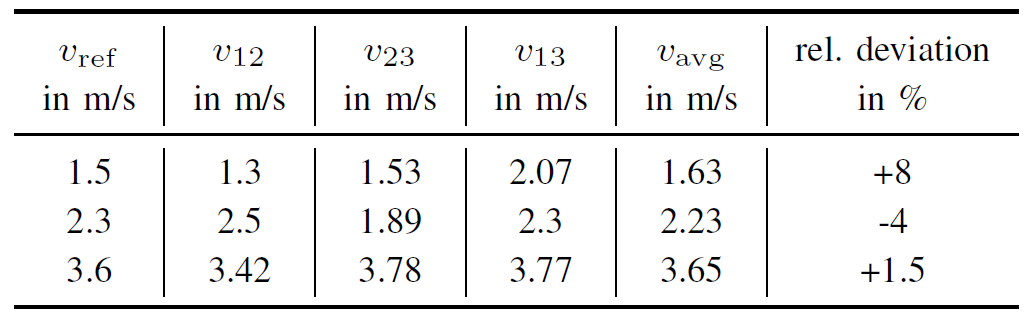 v_ref v_12 v_23 v_13 v_avg rel. deviation
in m/s in m/s in m/s in m/s in m/s in %
1.5 1.3 1.53 2.07 1.63 +8
2.3 2.5 1.89 2.3 2.23 -4
3.6 3.42 3.78 3.77 3.65 +1.5